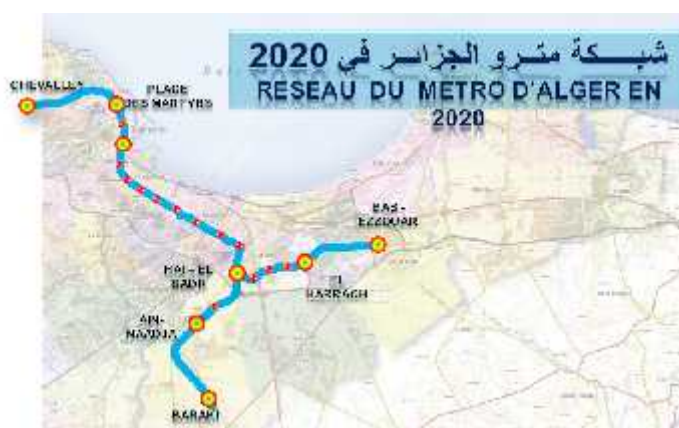 شبكة مترو الجزائر في 2020
RESEAU DU METRO D'ALGER EN
2020
CHEVALLEY
PLACE
DES MARTYRS
BAB-
EZZOUAR
HAI-EL
BADR
EL
HARRACH
AIN-
NAADJA
BARAKI